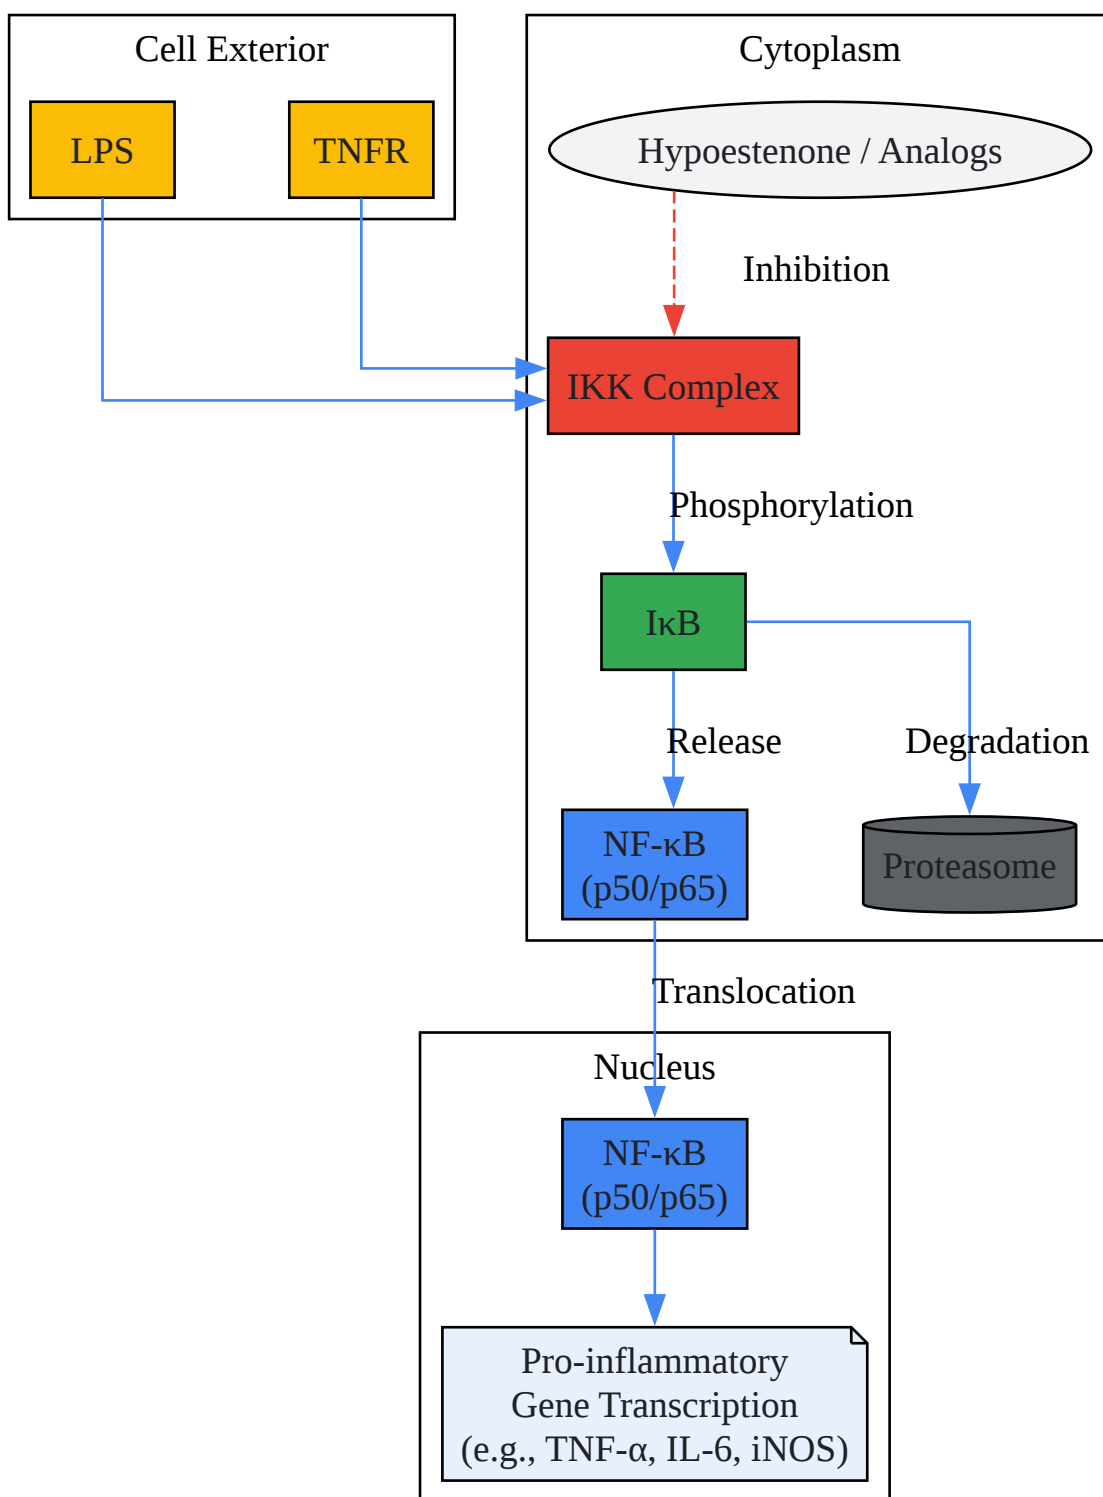 Cell Exterior
LPS
TNFR
Cytoplasm
Hypoestenone / Analogs
Inhibition
IKK Complex
Phosphorylation
IκB
Release
Degradation
NF-κB
(p50/p65)
Proteasome
Translocation
Nucleus
NF-κB
(p50/p65)
Pro-inflammatory
Gene Transcription
(e.g., TNF-α, IL-6, iNOS)